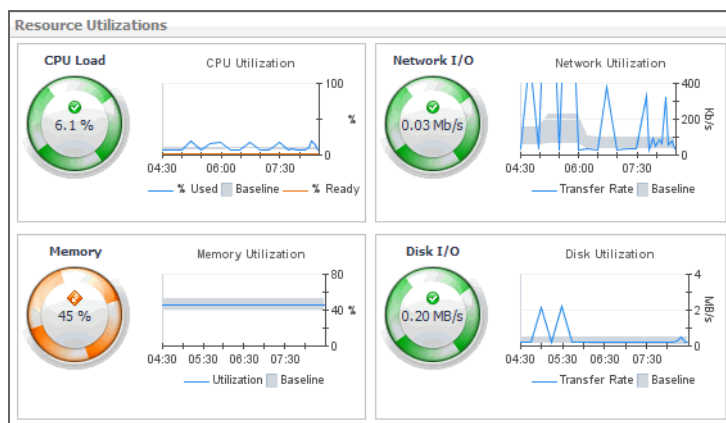 Resource Utilizations
CPU Load
CPU Utilization
100
%
0
6.1 %
04:30 06:00 07:30
% Used Baseline % Ready
Network I/O
Network Utilization
400
200
0
Kb/s
0.03 Mb/s
04:30 06:00 07:30
Transfer Rate Baseline
Memory
Memory Utilization
80
40 %
0
45 %
04:30 05:30 06:30 07:30
Utilization Baseline
Disk I/O
Disk Utilization
4
2
0
MB/s
0.20 MB/s
04:30 05:30 06:30 07:30
Transfer Rate Baseline